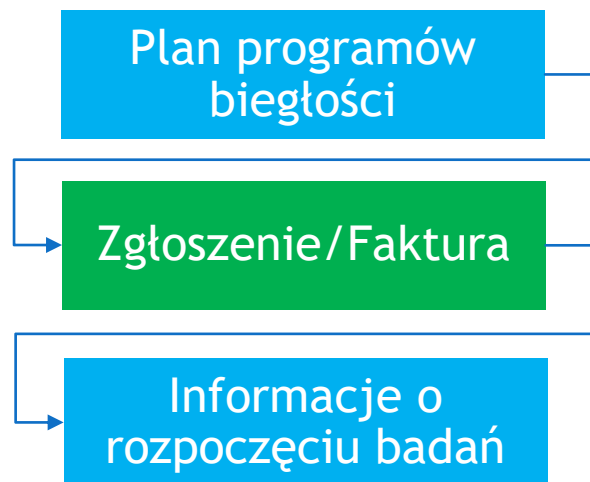 Plan programów
biegłości
Zgłoszenie/Faktura
Informacje o
rozpoczęciu badań